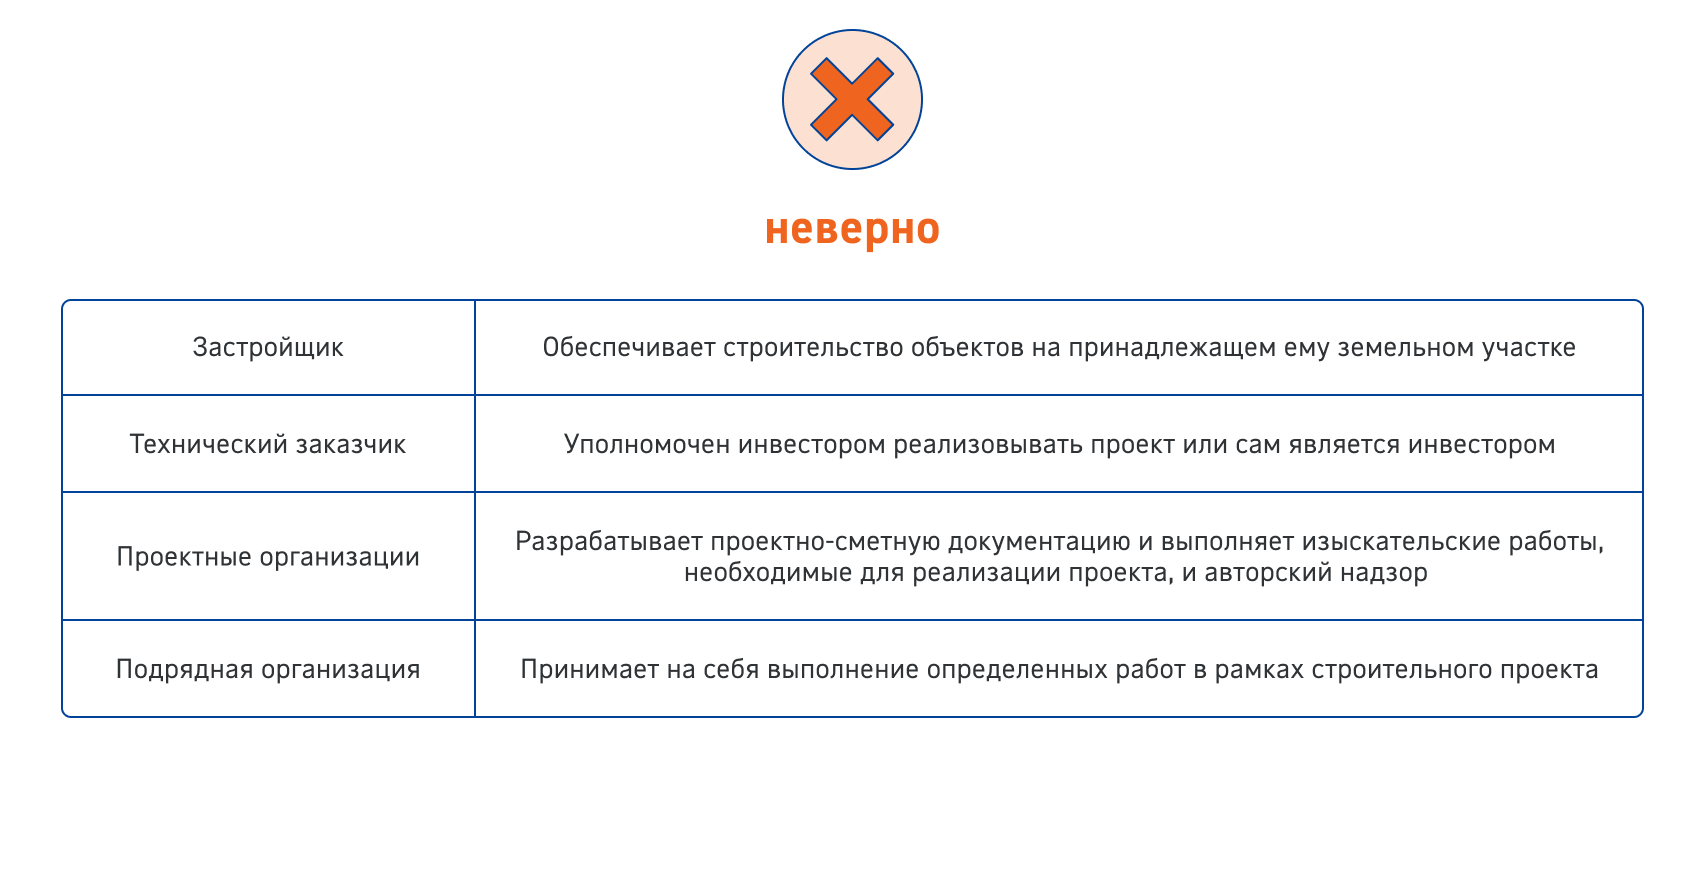 неверно
Застройщик
Обеспечивает строительство объектов на принадлежащем ему земельном участке
Технический заказчик
Уполномочен инвестором реализовывать проект или сам является инвестором
Проектные организации
Разрабатывает проектно-сметную документацию и выполняет изыскательские работы,
необходимые для реализации проекта, и авторский надзор
Подрядная организация
Принимает на себя выполнение определенных работ в рамках строительного проекта